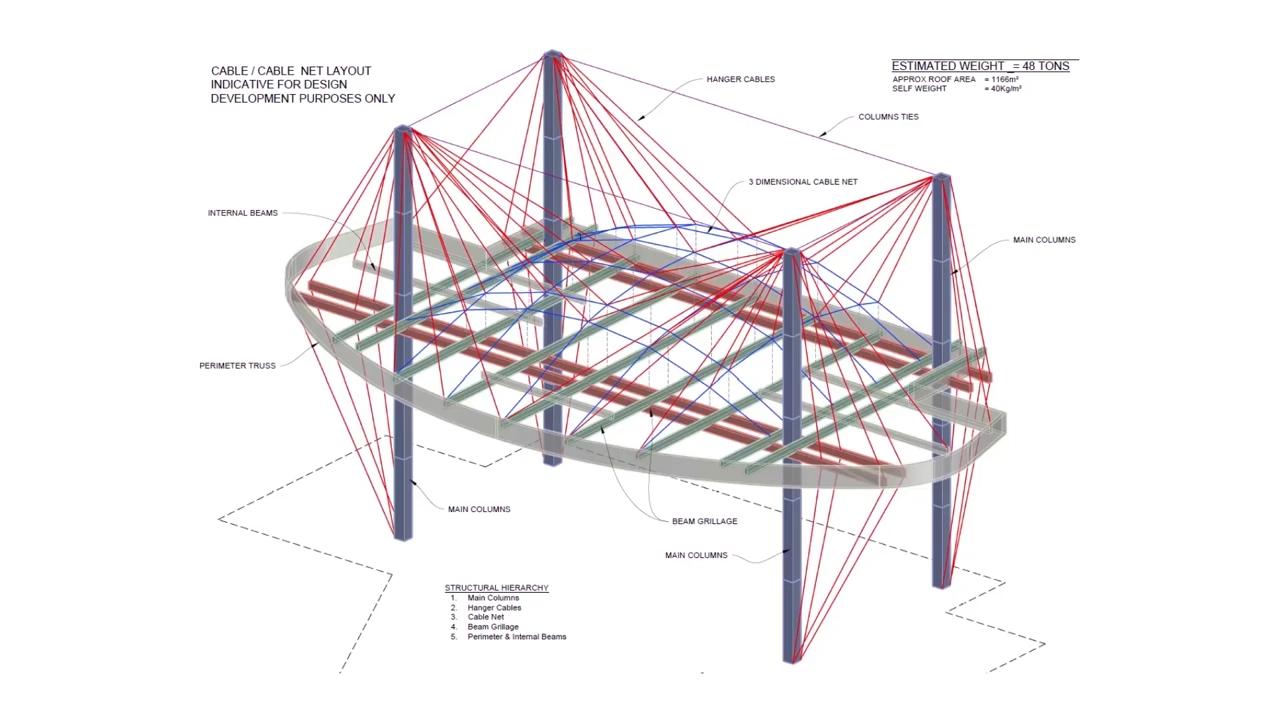 CABLE / CABLE NET LAYOUT
INDICATIVE FOR DESIGN
DEVELOPMENT PURPOSES ONLY
ESTIMATED WEIGHT = 48 TONS
APPROX ROOF AREA = 1166m²
SELF WEIGHT = 40Kg/m²
HANGER CABLES
COLUMNS TIES
3 DIMENSIONAL CABLE NET
INTERNAL BEAMS
MAIN COLUMNS
PERIMETER TRUSS
MAIN COLUMNS
BEAM GRILLAGE
MAIN COLUMNS
STRUCTURAL HIERARCHY
1. Main Columns
2. Hanger Cables
3. Cable Net
4. Beam Grillage
5. Perimeter & Internal Beams